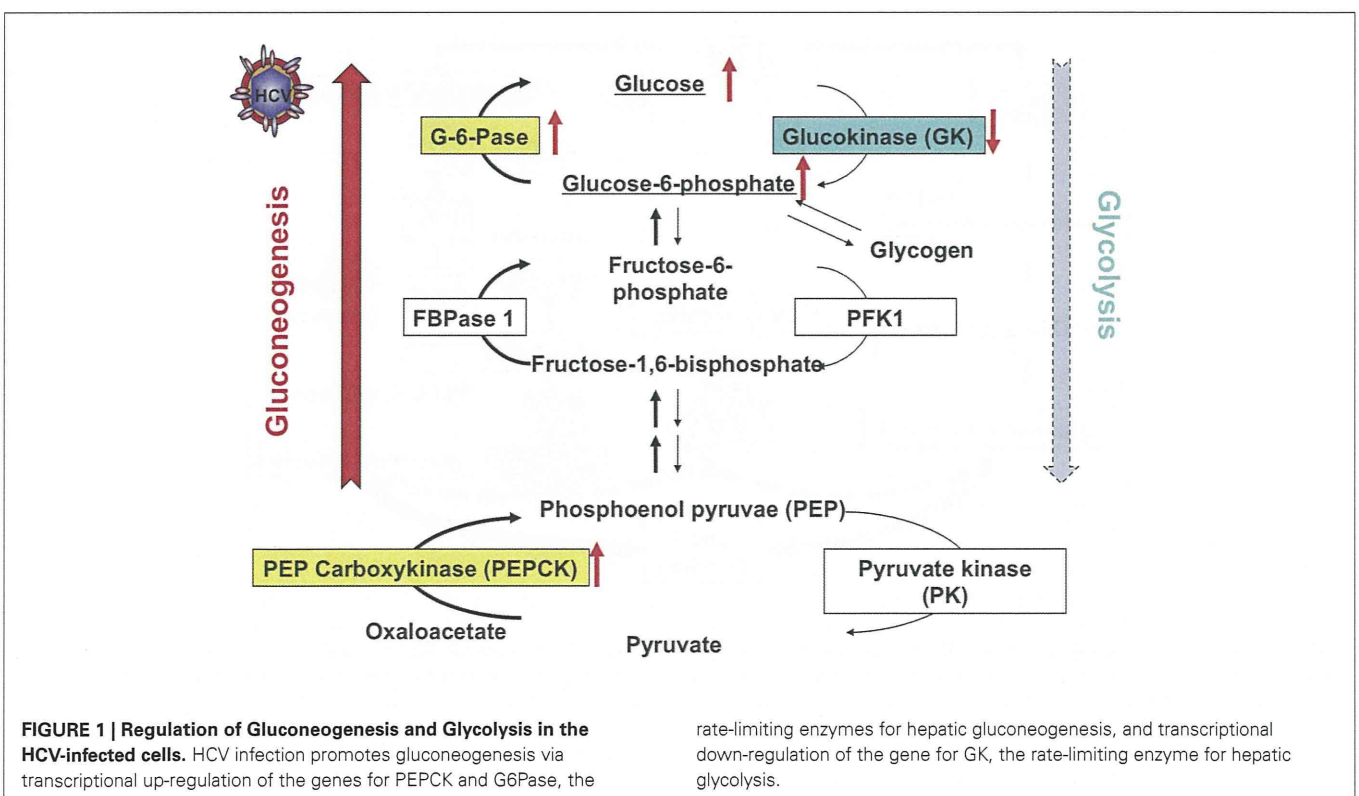 HCV
Glucose
G-6-Pase
Glucokinase (GK)
Glucose-6-phosphate
Glycogen
Fructose-6-
phosphate
FBPase 1
PFK1
Fructose-1,6-bisphosphate
Gluconeogenesis
Glycolysis
Phosphoenol pyruvae (PEP)
PEP Carboxykinase (PEPCK)
Pyruvate kinase
(PK)
Oxaloacetate
Pyruvate
FIGURE 1 | Regulation of Gluconeogenesis and Glycolysis in the
HCV-infected cells. HCV infection promotes gluconeogenesis via
transcriptional up-regulation of the genes for PEPCK and G6Pase, the
rate-limiting enzymes for hepatic gluconeogenesis, and transcriptional
down-regulation of the gene for GK, the rate-limiting enzyme for hepatic
glycolysis.